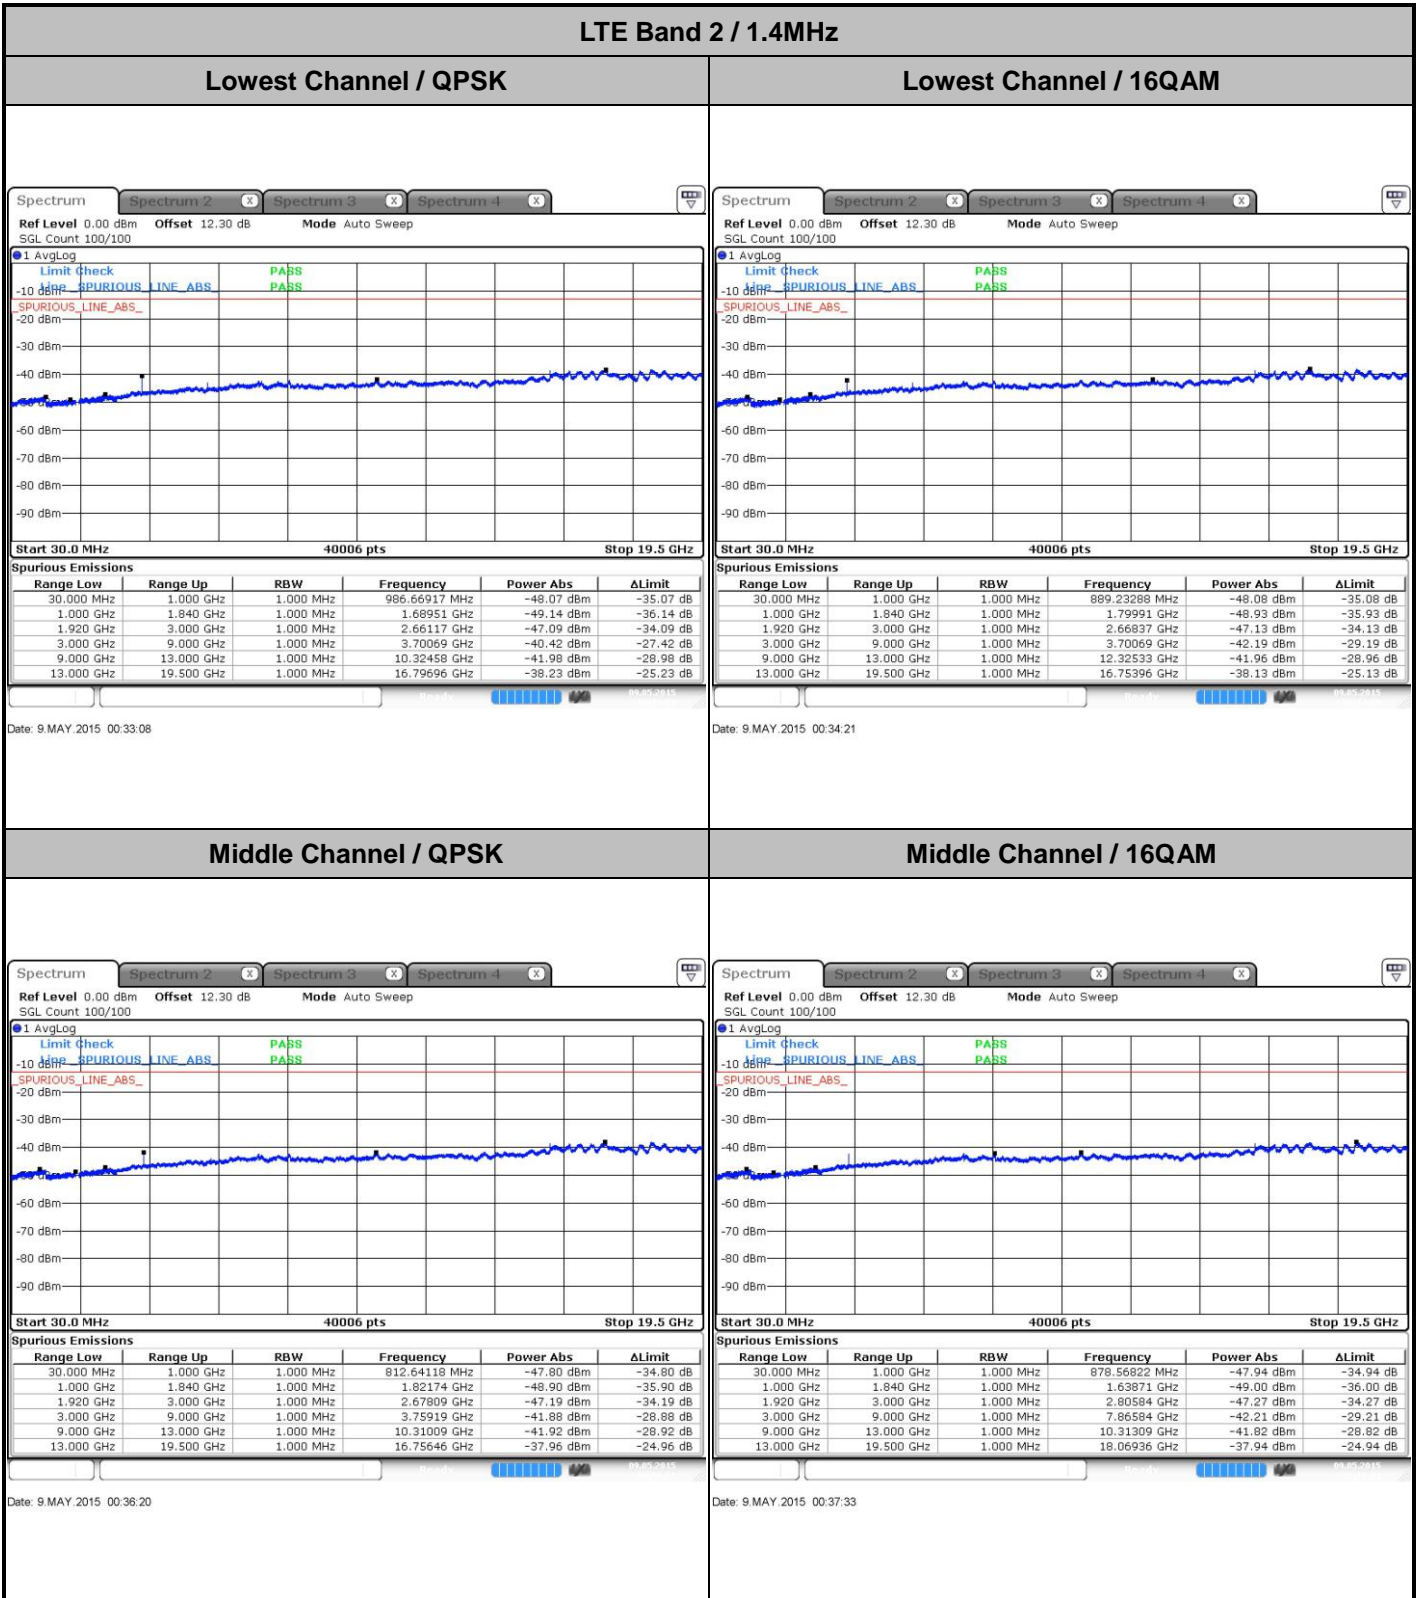 LTE Band 2 / 1.4MHz
Lowest Channel / QPSK
Lowest Channel / 16QAM
Spectrum Spectrum 2 X Spectrum 3 X Spectrum 4 X
Ref Level 0.00 dBm Offset 12.30 dB Mode Auto Sweep
SGL Count 100/100
1 AvgLog
Limit Check PASS
-10 dBm Line _SPURIOUS_LINE_ABS_ PASS
_SPURIOUS_LINE_ABS_
-20 dBm
-30 dBm
-40 dBm
-60 dBm
-70 dBm
-80 dBm
-90 dBm
Start 30.0 MHz 40006 pts Stop 19.5 GHz
Spurious Emissions
Range Low Range Up RBW Frequency Power Abs ΔLimit
30.000 MHz 1.000 GHz 1.000 MHz 986.66917 MHz -48.07 dBm -35.07 dB
1.000 GHz 1.840 GHz 1.000 MHz 1.68951 GHz -49.14 dBm -36.14 dB
1.920 GHz 3.000 GHz 1.000 MHz 2.66117 GHz -47.09 dBm -34.09 dB
3.000 GHz 9.000 GHz 1.000 MHz 3.70069 GHz -40.42 dBm -27.42 dB
9.000 GHz 13.000 GHz 1.000 MHz 10.32458 GHz -41.98 dBm -28.98 dB
13.000 GHz 19.500 GHz 1.000 MHz 16.79696 GHz -38.23 dBm -25.23 dB
Ready 09.05.2015
Date: 9.MAY.2015 00:33:08
Spectrum Spectrum 2 X Spectrum 3 X Spectrum 4 X
Ref Level 0.00 dBm Offset 12.30 dB Mode Auto Sweep
SGL Count 100/100
1 AvgLog
Limit Check PASS
-10 dBm Line _SPURIOUS_LINE_ABS_ PASS
_SPURIOUS_LINE_ABS_
-20 dBm
-30 dBm
-40 dBm
-60 dBm
-70 dBm
-80 dBm
-90 dBm
Start 30.0 MHz 40006 pts Stop 19.5 GHz
Spurious Emissions
Range Low Range Up RBW Frequency Power Abs ΔLimit
30.000 MHz 1.000 GHz 1.000 MHz 889.23288 MHz -48.08 dBm -35.08 dB
1.000 GHz 1.840 GHz 1.000 MHz 1.79991 GHz -48.93 dBm -35.93 dB
1.920 GHz 3.000 GHz 1.000 MHz 2.66837 GHz -47.13 dBm -34.13 dB
3.000 GHz 9.000 GHz 1.000 MHz 3.70069 GHz -42.19 dBm -29.19 dB
9.000 GHz 13.000 GHz 1.000 MHz 12.32533 GHz -41.96 dBm -28.96 dB
13.000 GHz 19.500 GHz 1.000 MHz 16.75396 GHz -38.13 dBm -25.13 dB
Ready 09.05.2015
Date: 9.MAY.2015 00:34:21
Middle Channel / QPSK
Middle Channel / 16QAM
Spectrum Spectrum 2 X Spectrum 3 X Spectrum 4 X
Ref Level 0.00 dBm Offset 12.30 dB Mode Auto Sweep
SGL Count 100/100
1 AvgLog
Limit Check PASS
-10 dBm Line _SPURIOUS_LINE_ABS_ PASS
_SPURIOUS_LINE_ABS_
-20 dBm
-30 dBm
-40 dBm
-60 dBm
-70 dBm
-80 dBm
-90 dBm
Start 30.0 MHz 40006 pts Stop 19.5 GHz
Spurious Emissions
Range Low Range Up RBW Frequency Power Abs ΔLimit
30.000 MHz 1.000 GHz 1.000 MHz 812.64118 MHz -47.80 dBm -34.80 dB
1.000 GHz 1.840 GHz 1.000 MHz 1.82174 GHz -48.90 dBm -35.90 dB
1.920 GHz 3.000 GHz 1.000 MHz 2.67809 GHz -47.19 dBm -34.19 dB
3.000 GHz 9.000 GHz 1.000 MHz 3.75919 GHz -41.88 dBm -28.88 dB
9.000 GHz 13.000 GHz 1.000 MHz 10.31009 GHz -41.92 dBm -28.92 dB
13.000 GHz 19.500 GHz 1.000 MHz 16.75646 GHz -37.96 dBm -24.96 dB
Ready 09.05.2015
Date: 9.MAY.2015 00:36:20
Spectrum Spectrum 2 X Spectrum 3 X Spectrum 4 X
Ref Level 0.00 dBm Offset 12.30 dB Mode Auto Sweep
SGL Count 100/100
1 AvgLog
Limit Check PASS
-10 dBm Line _SPURIOUS_LINE_ABS_ PASS
_SPURIOUS_LINE_ABS_
-20 dBm
-30 dBm
-40 dBm
-60 dBm
-70 dBm
-80 dBm
-90 dBm
Start 30.0 MHz 40006 pts Stop 19.5 GHz
Spurious Emissions
Range Low Range Up RBW Frequency Power Abs ΔLimit
30.000 MHz 1.000 GHz 1.000 MHz 878.56822 MHz -47.94 dBm -34.94 dB
1.000 GHz 1.840 GHz 1.000 MHz 1.63871 GHz -49.00 dBm -36.00 dB
1.920 GHz 3.000 GHz 1.000 MHz 2.80584 GHz -47.27 dBm -34.27 dB
3.000 GHz 9.000 GHz 1.000 MHz 7.86584 GHz -42.21 dBm -29.21 dB
9.000 GHz 13.000 GHz 1.000 MHz 10.31309 GHz -41.82 dBm -28.82 dB
13.000 GHz 19.500 GHz 1.000 MHz 18.06936 GHz -37.94 dBm -24.94 dB
Ready 09.05.2015
Date: 9.MAY.2015 00:37:33